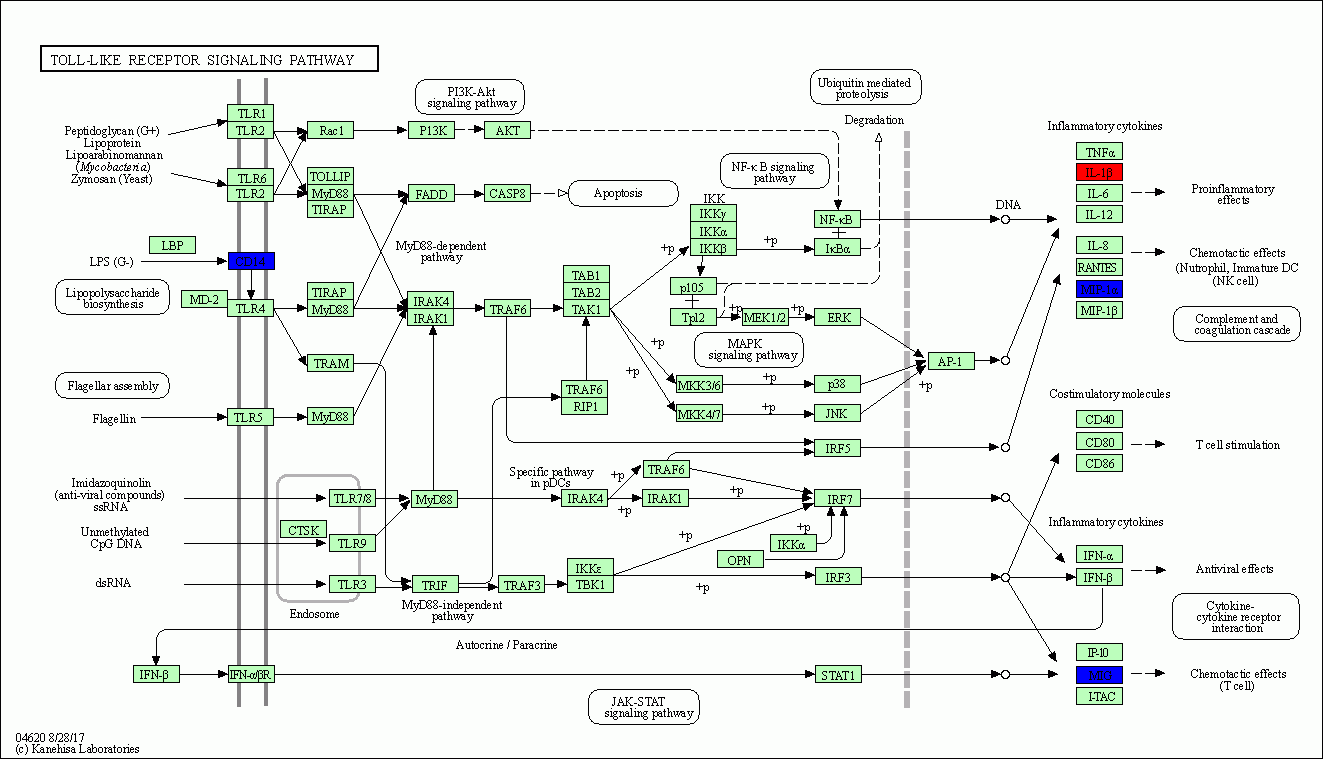 TOLL-LIKE RECEPTOR SIGNALING PATHWAY
PI3K-Akt
signaling pathway
Ubiquitin mediated
proteolysis
Degradation
Peptidoglycan (G+)
Lipoprotein
Lipoarabinomannan
(Mycobacteria)
Zymosan (Yeast)
TLR1
TLR2
Rac1
PI3K
AKT
TLR6
TLR2
TOLLIP
MyD88
TIRAP
FADD
CASP8
Apoptosis
NF-κB signaling
pathway
Inflammatory cytokines
TNFα
IL-1β
IL-6
IL-12
Proinflammatory
effects
IKK
IKKγ
IKKα
IKKβ
+p
+p
NF-κB
IκBα
DNA
LBP
LPS (G-)
MyD88-dependent
pathway
IL-8
RANTES
MIP-1β
Chemotactic effects
(Nutrophil, Immature DC
(NK cell)
Lipopolysaccharide
biosynthesis
MD-2
TLR4
TIRAP
MyD88
IRAK4
IRAK1
TRAF6
TAB1
TAB2
TAK1
p105
Tpl2
+p
MEK1/2
+p
ERK
Complement and
coagulation cascade
MAPK
signaling pathway
+p
+p
TRAM
AP-1
+p
Flagellar assembly
Flagellin
TLR5
MyD88
TRAF6
RIP1
MKK3/6
+p
p38
MKK4/7
+p
JNK
Costimulatory molecules
CD40
CD80
CD86
T cell stimulation
IRF5
Imidazoquinolin
(anti-viral compounds)
ssRNA
TLR7/8
MyD88
Specific pathway
in pDCs
IRAK4
+p
+p
TRAF6
IRAK1
+p
IRF7
Unmethylated
CpG DNA
CTSK
TLR9
+p
IKKα
+p
OPN
Inflammatory cytokines
IFN-α
IFN-β
Antiviral effects
dsRNA
TLR3
TRIF
TRAF3
IKKε
TBK1
+p
IRF3
Endosome
MyD88-independent
pathway
Cytokine-
cytokine receptor
interaction
Autocrine / Paracrine
IFN-β
IFN-α/βR
STAT1
IP-10
MIG
I-TAC
Chemotactic effects
(T cell)
JAK-STAT
signaling pathway
04620 8/28/17
(c) Kanehisa Laboratories